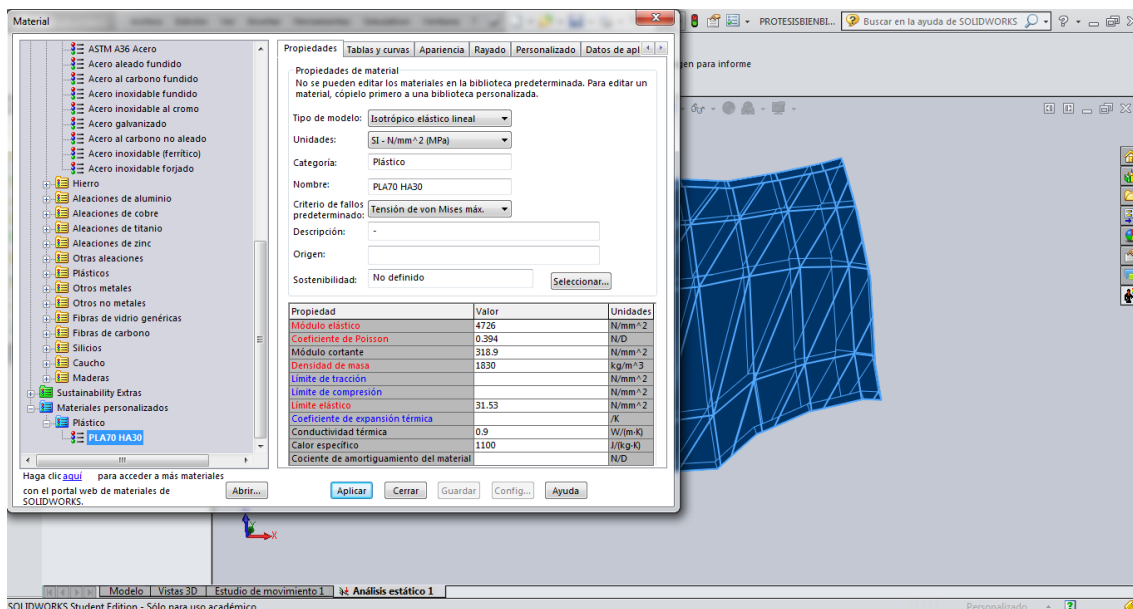 Material
PROTESISBIENBI...
Buscar en la ayuda de SOLIDWORKS
ASTM A36 Acero
Acero aleado fundido
Acero al carbono fundido
Acero inoxidable fundido
Acero inoxidable al cromo
Acero galvanizado
Acero al carbono no aleado
Acero inoxidable (ferrítico)
Acero inoxidable forjado
Hierro
Aleaciones de aluminio
Aleaciones de cobre
Aleaciones de titanio
Aleaciones de zinc
Otras aleaciones
Plásticos
Otros metales
Otros no metales
Fibras de vidrio genéricas
Fibras de carbono
Silicios
Caucho
Maderas
Sustainability Extras
Materiales personalizados
Plástico
PLA70 HA30
Haga clic aquí para acceder a más materiales
con el portal web de materiales de
SOLIDWORKS.
Abrir...
Propiedades Tablas y curvas Apariencia Rayado Personalizado Datos de apl
Propiedades de material
No se pueden editar los materiales en la biblioteca predeterminada. Para editar un
material, cópielo primero a una biblioteca personalizada.
Tipo de modelo: Isotrópico elástico lineal
Unidades: SI - N/mm^2 (MPa)
Categoría: Plástico
Nombre: PLA70 HA30
Criterio de fallos
predeterminado: Tensión de von Mises máx.
Descripción: -
Origen:
Sostenibilidad: No definido Seleccionar...
Propiedad Valor Unidades
Módulo elástico 4726 N/mm^2
Coeficiente de Poisson 0.394 N/D
Módulo cortante 318.9 N/mm^2
Densidad de masa 1830 kg/m^3
Límite de tracción N/mm^2
Límite de compresión N/mm^2
Límite elástico 31.53 N/mm^2
Coeficiente de expansión térmica /K
Conductividad térmica 0.9 W/(m·K)
Calor específico 1100 J/(kg·K)
Cociente de amortiguamiento del material N/D
Aplicar Cerrar Guardar Config... Ayuda
en para informe
X
Modelo Vistas 3D Estudio de movimiento 1 Análisis estático 1
SOLIDWORKS Student Edition - Sólo para uso académico
Personalizado